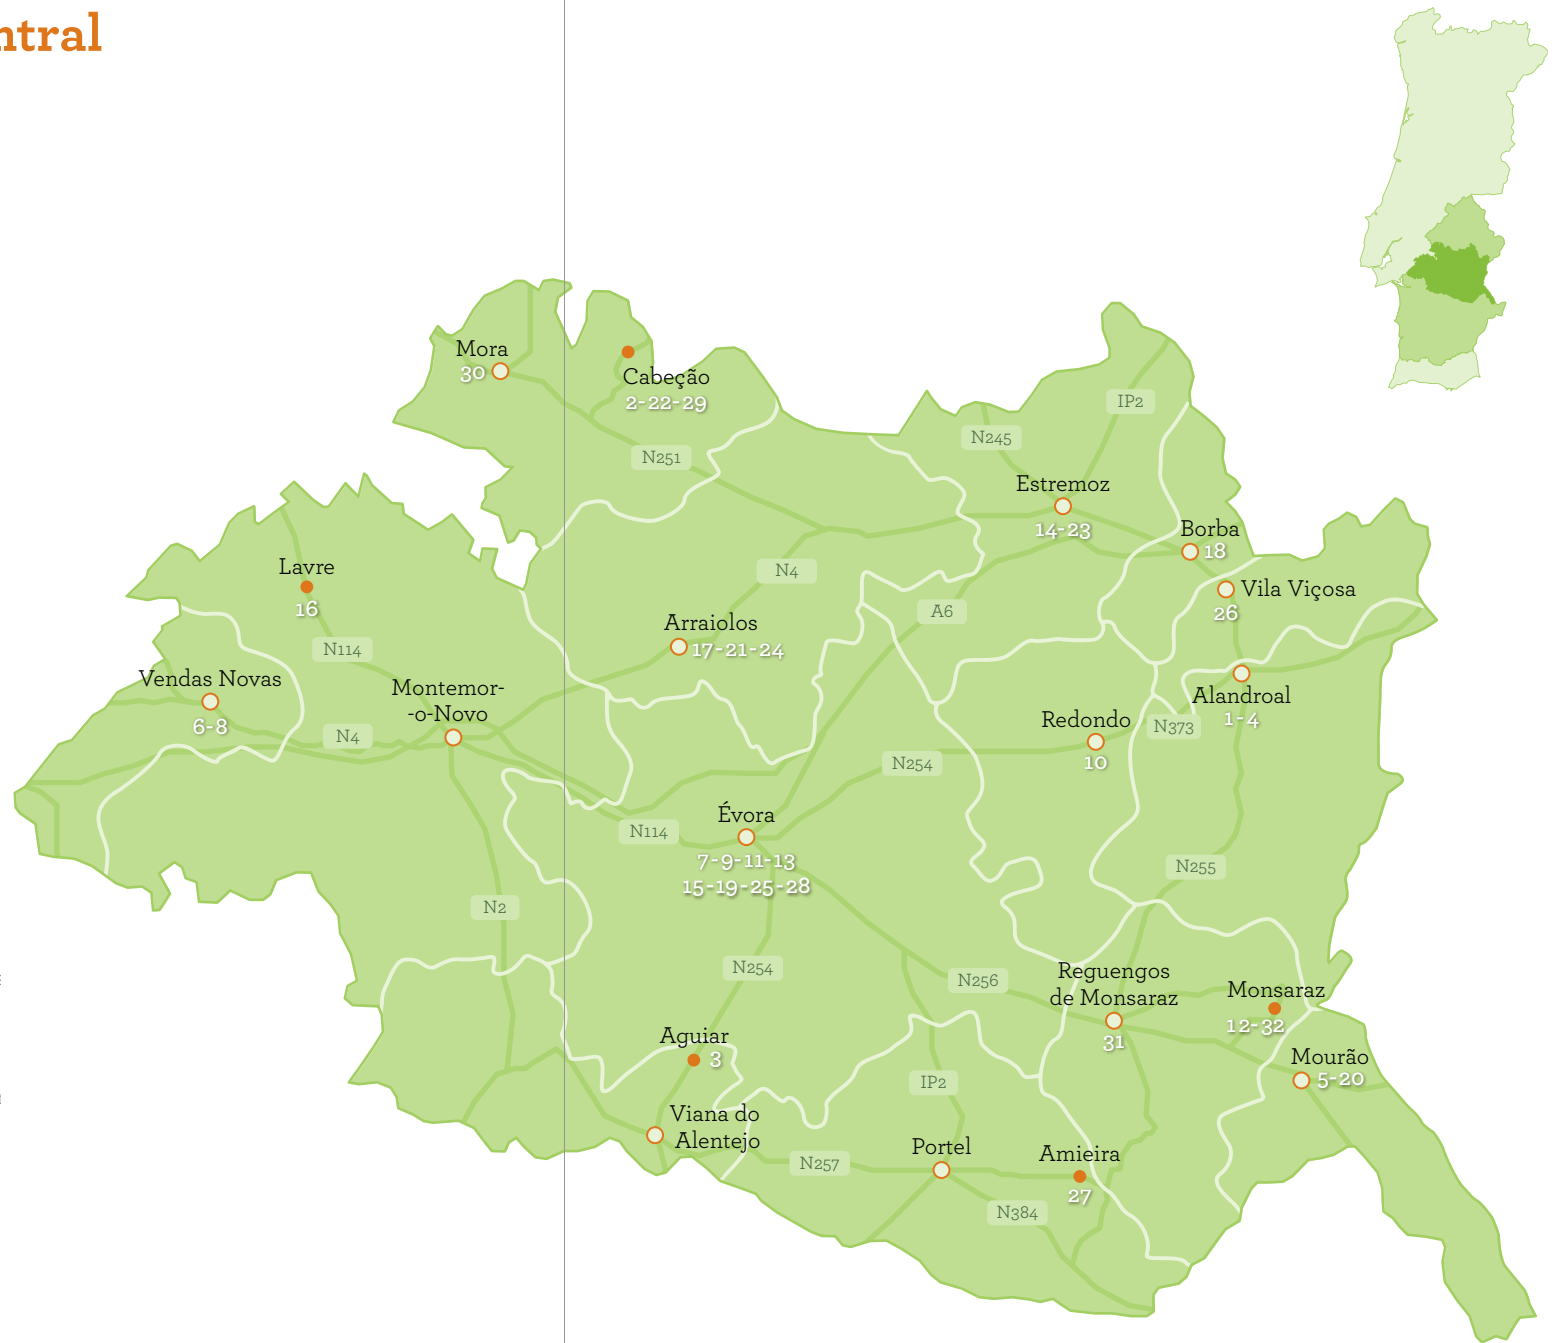 ntral
Mora
30
Cabeção
2-22-29
IP2
N245
N251
Estremoz
14-23
Borba
18
Lavre
16
N4
Vila Viçosa
26
A6
Arraiolos
17-21-24
N114
Vendas Novas
6-8
Montemor-
-o-Novo
N4
Alandroal
1-4
Redondo
10
N373
N254
Évora
7-9-11-13
15-19-25-28
N114
N255
N2
N254
N256
Reguengos
de Monsaraz
31
Monsaraz
12-32
Aguiar
3
Mourão
5-20
IP2
Viana do
Alentejo
Portel
Amieira
27
N257
N384